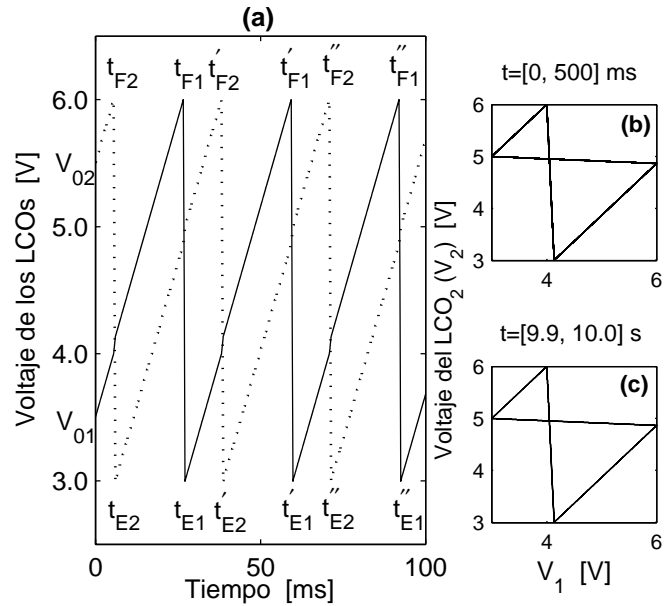 (a)
t_F2 t_F1 t'_F2 t'_F1 t''_F2 t''_F1
6.0
V_02
5.0
4.0
V_01
3.0
t_E2 t_E1 t'_E2 t'_E1 t''_E2 t''_E1
0 50 100
Tiempo [ms]
Voltaje de los LCOs [V]
t=[0, 500] ms
(b)
6
5
4
3
4 6
Voltaje del LCO_2 (V_2) [V]
t=[9.9, 10.0] s
(c)
6
5
4
3
4 6
V_1 [V]